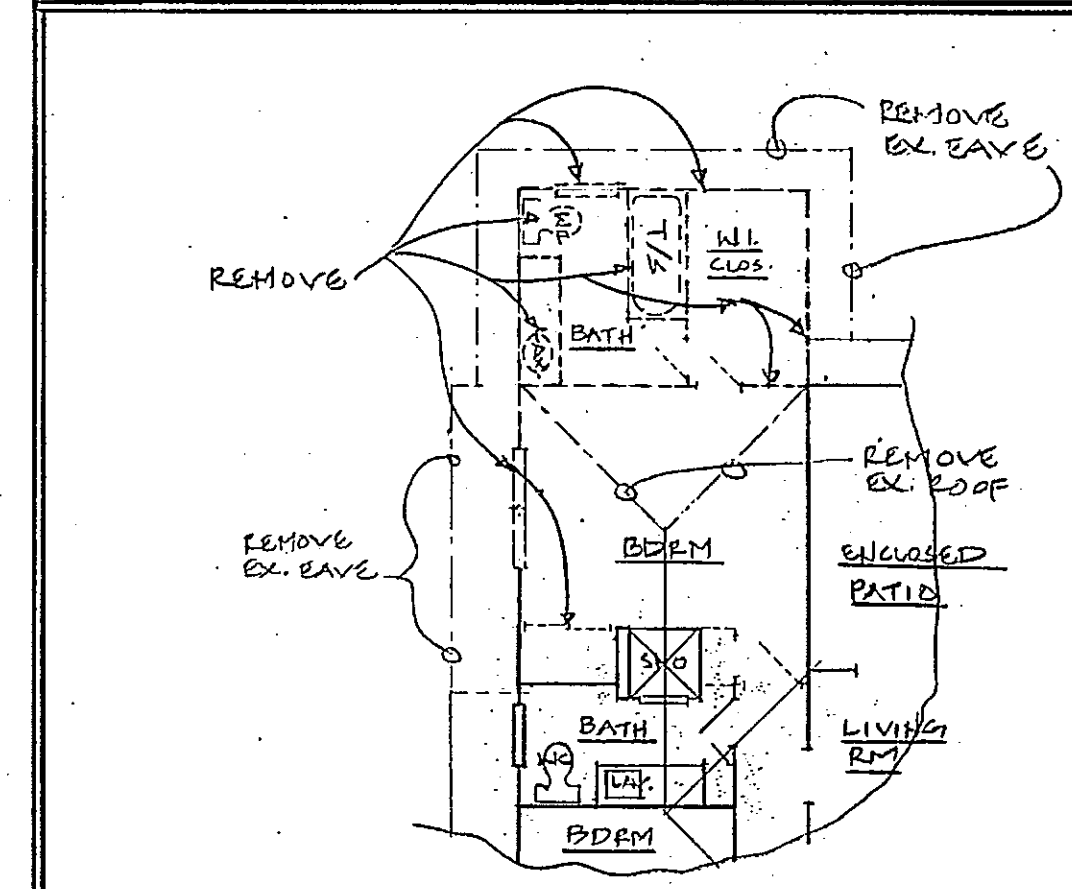 REMOVE
EX. EAVE
W.I.
CLOS.
T/S
REMOVE
BATH
REMOVE
EX. ROOF
BDRM
REMOVE
EX. EAVE
ENCLOSED
PATIO
BATH
LIVING
RM
LAV.
BDRM